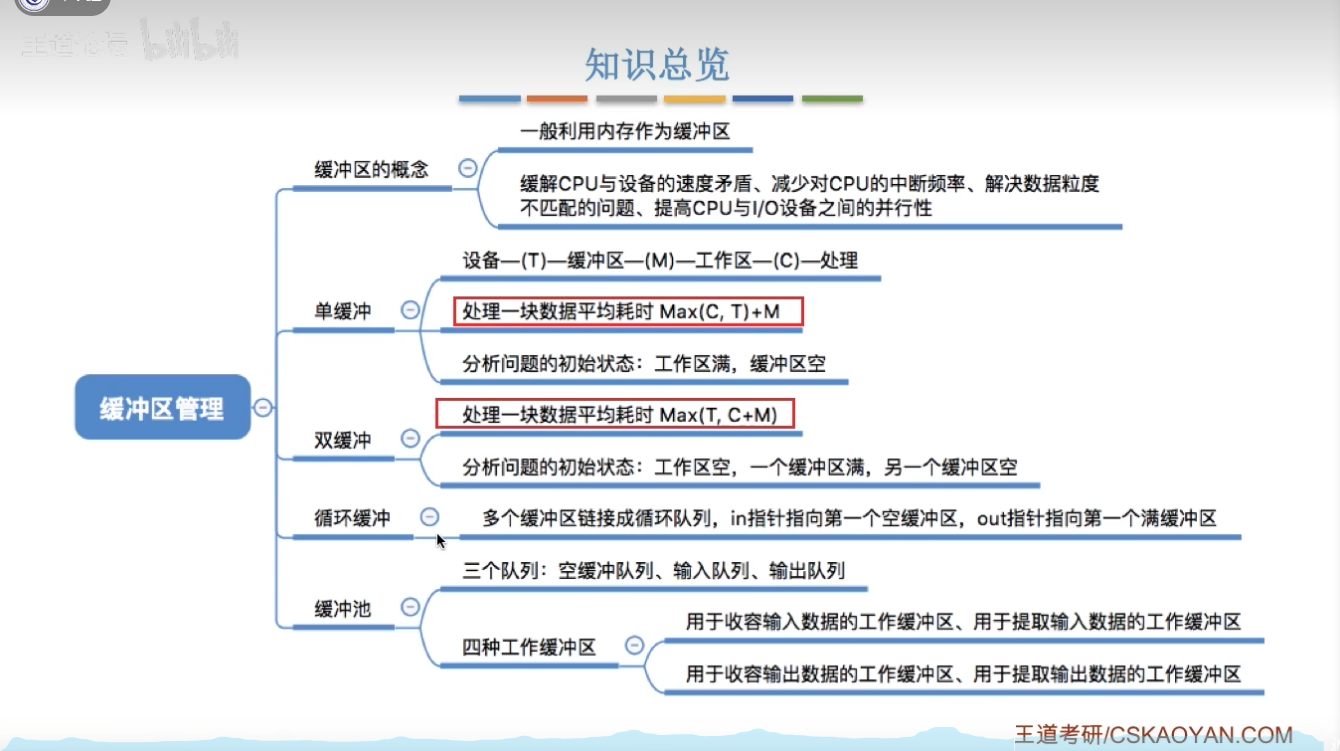 王道论坛 bilibili
知识总览
一般利用内存作为缓冲区
缓冲区的概念
缓解CPU与设备的速度矛盾、减少对CPU的中断频率、解决数据粒度
不匹配的问题、提高CPU与I/O设备之间的并行性
设备—(T)—缓冲区—(M)—工作区—(C)—处理
单缓冲
处理一块数据平均耗时 Max(C, T)+M
分析问题的初始状态：工作区满，缓冲区空
缓冲区管理
处理一块数据平均耗时 Max(T, C+M)
双缓冲
分析问题的初始状态：工作区空，一个缓冲区满，另一个缓冲区空
循环缓冲
多个缓冲区链接成循环队列，in指针指向第一个空缓冲区，out指针指向第一个满缓冲区
三个队列：空缓冲队列、输入队列、输出队列
缓冲池
用于收容输入数据的工作缓冲区、用于提取输入数据的工作缓冲区
四种工作缓冲区
用于收容输出数据的工作缓冲区、用于提取输出数据的工作缓冲区
王道考研/CSKAOYAN.COM